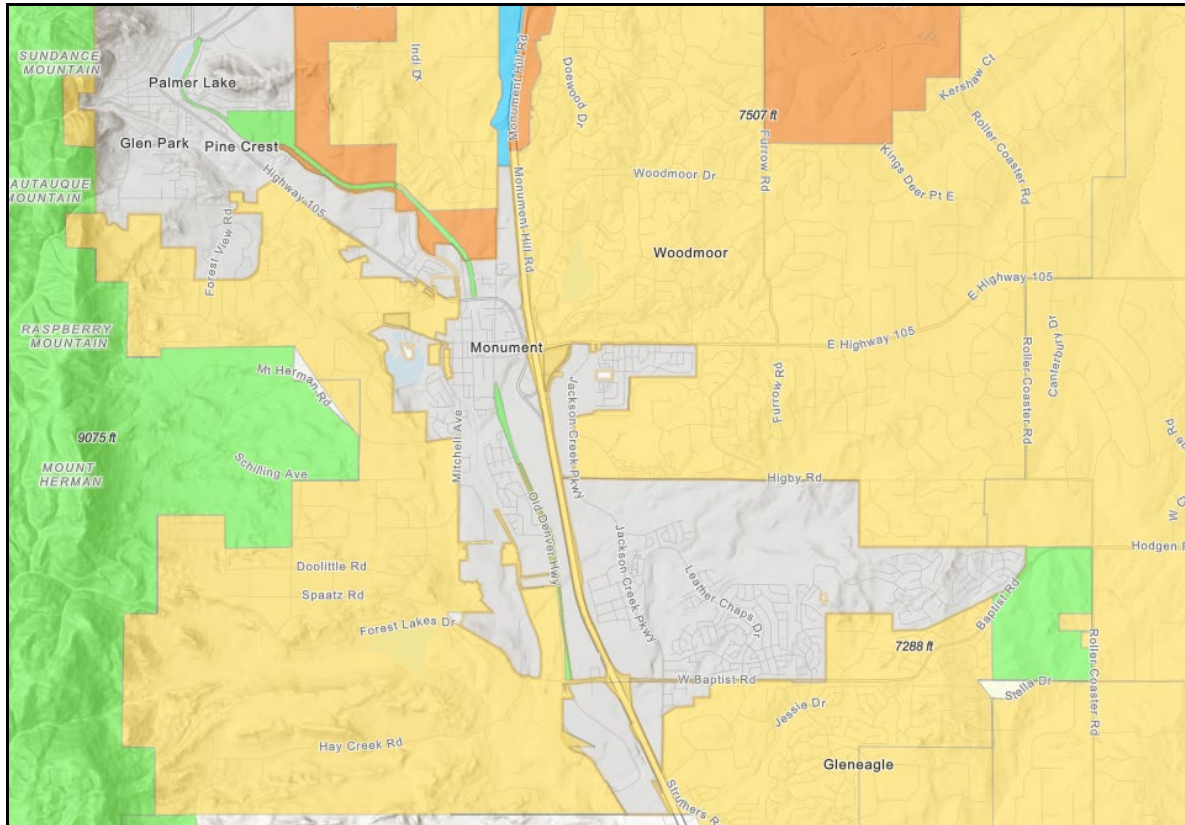 SUNDANCE
MOUNTAIN
Palmer Lake
Glen Park
Pine Crest
Highway 105
AUTAUQUE
MOUNTAIN
Forest View Rd
Indi Dr
Monument Hill Rd
Doewood Dr
7507 ft
Furrow Rd
Kershaw Ct
Roller Coaster Rd
Kings Deer Pt E
Woodmoor Dr
Monument Hill Rd
Woodmoor
E Highway 105
RASPBERRY
MOUNTAIN
Monument
E Highway 105
Canterbury Dr
Roller Coaster Rd
Mt Herman Rd
Jackson Creek Pkwy
Furrow Rd
9075 ft
MOUNT
HERMAN
Schilling Ave
Mitchell Ave
Higby Rd
Old Denver Hwy
Jackson Creek Pkwy
Leather Chaps Dr
Doolittle Rd
Spaatz Rd
Forest Lakes Dr
Baptist Rd
7288 ft
Roller Coaster Rd
W Baptist Rd
Stella Dr
Jessie Dr
Hay Creek Rd
Gleneagle
Struthers R